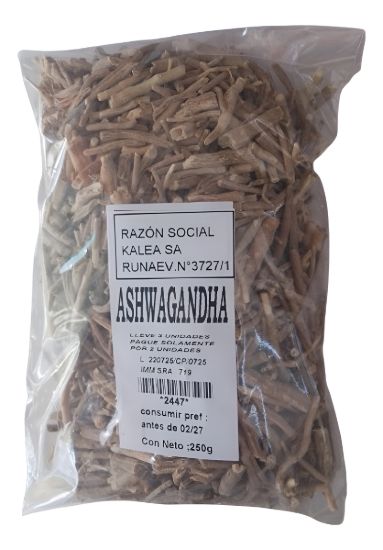 RAZÓN SOCIAL
KALEA SA
RUNAEV.N°3727/1
ASHWAGANDHA
LLEVE 3 UNIDADES
PAGUE SOLAMENTE
POR 2 UNIDADES
L 220725/CP/0725
IMM SRA 719
*2447*
consumir pref :
antes de 02/27
Con Neto :250g